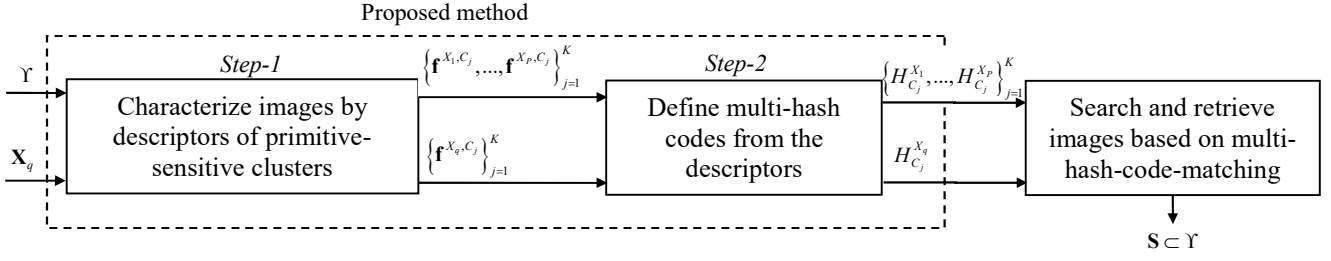 Proposed method
Step-1
Step-2
ϒ
X_q
Characterize images by
descriptors of primitive-
sensitive clusters
{f^{X_1,C_j},...,f^{X_P,C_j}}_{j=1}^{K}
{f^{X_q,C_j}}_{j=1}^{K}
Define multi-hash
codes from the
descriptors
{H_{C_j}^{X_1},...,H_{C_j}^{X_P}}_{j=1}^{K}
H_{C_j}^{X_q}
Search and retrieve
images based on multi-
hash-code-matching
S ⊂ ϒ